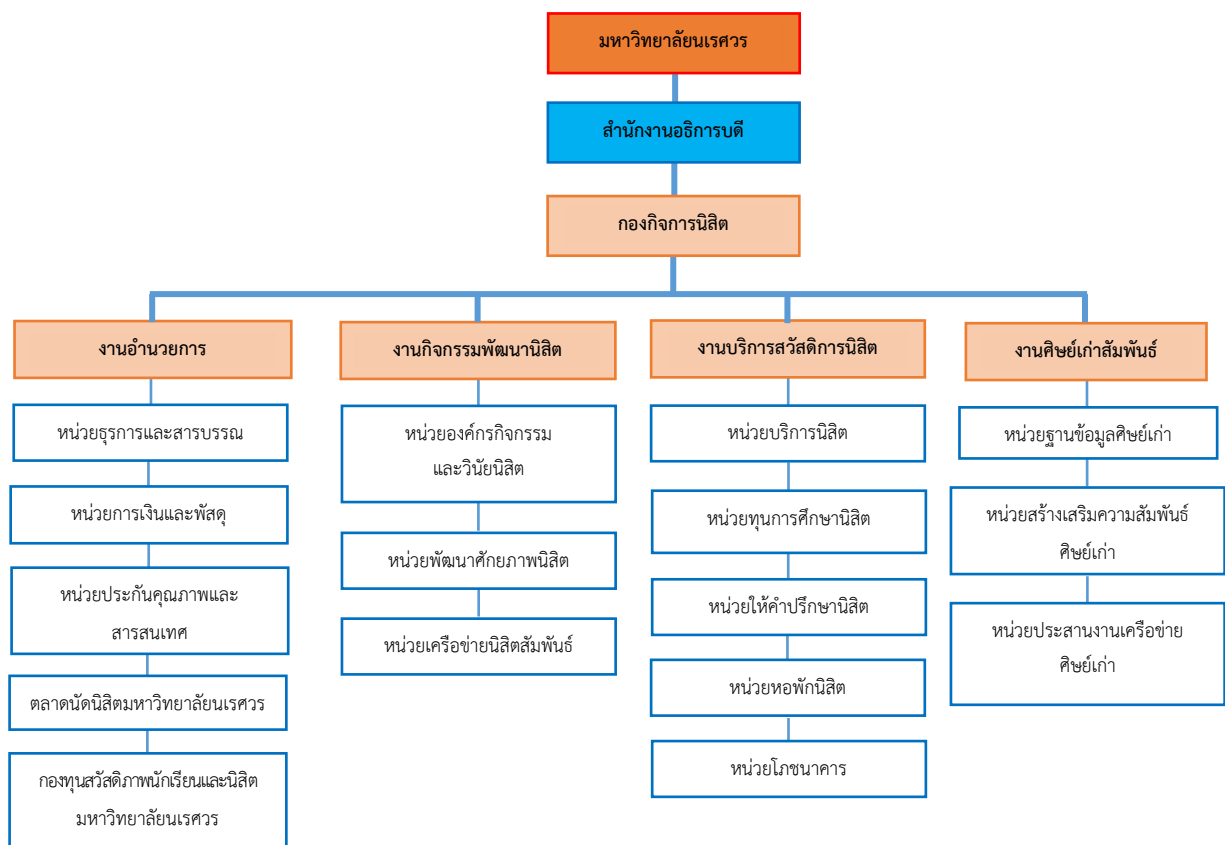 มหาวิทยาลัยนเรศวร
สำนักงานอธิการบดี
กองกิจการนิสิต
งานอำนวยการ
หน่วยธุรการและสารบรรณ
หน่วยการเงินและพัสดุ
หน่วยประกันคุณภาพและ
สารสนเทศ
ตลาดนัดนิสิตมหาวิทยาลัยนเรศวร
กองทุนสวัสดิภาพนักเรียนและนิสิต
มหาวิทยาลัยนเรศวร
งานกิจกรรมพัฒนานิสิต
หน่วยองค์กรกิจกรรม
และวินัยนิสิต
หน่วยพัฒนาศักยภาพนิสิต
หน่วยเครือข่ายนิสิตสัมพันธ์
งานบริการสวัสดิการนิสิต
หน่วยบริการนิสิต
หน่วยทุนการศึกษานิสิต
หน่วยให้คำปรึกษานิสิต
หน่วยหอพักนิสิต
หน่วยโภชนาคาร
งานศิษย์เก่าสัมพันธ์
หน่วยฐานข้อมูลศิษย์เก่า
หน่วยสร้างเสริมความสัมพันธ์
ศิษย์เก่า
หน่วยประสานงานเครือข่าย
ศิษย์เก่า